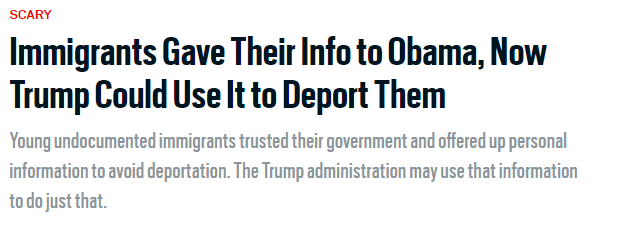 SCARY
Immigrants Gave Their Info to Obama, Now
Trump Could Use It to Deport Them
Young undocumented immigrants trusted their government and offered up personal
information to avoid deportation. The Trump administration may use that information
to do just that.